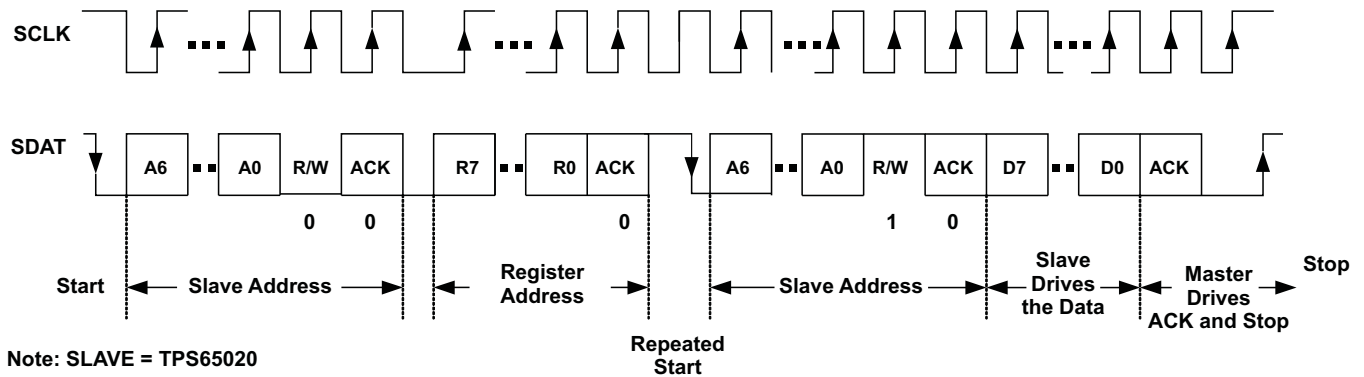 SCLK
SDAT
A6 A0 R/W ACK R7 R0 ACK A6 A0 R/W ACK D7 D0 ACK
0 0 0 1 0
Start
Slave Address
Register
Address
Repeated
Start
Slave Address
Slave
Drives
the Data
Master
Drives
ACK and Stop
Stop
Note: SLAVE = TPS65020